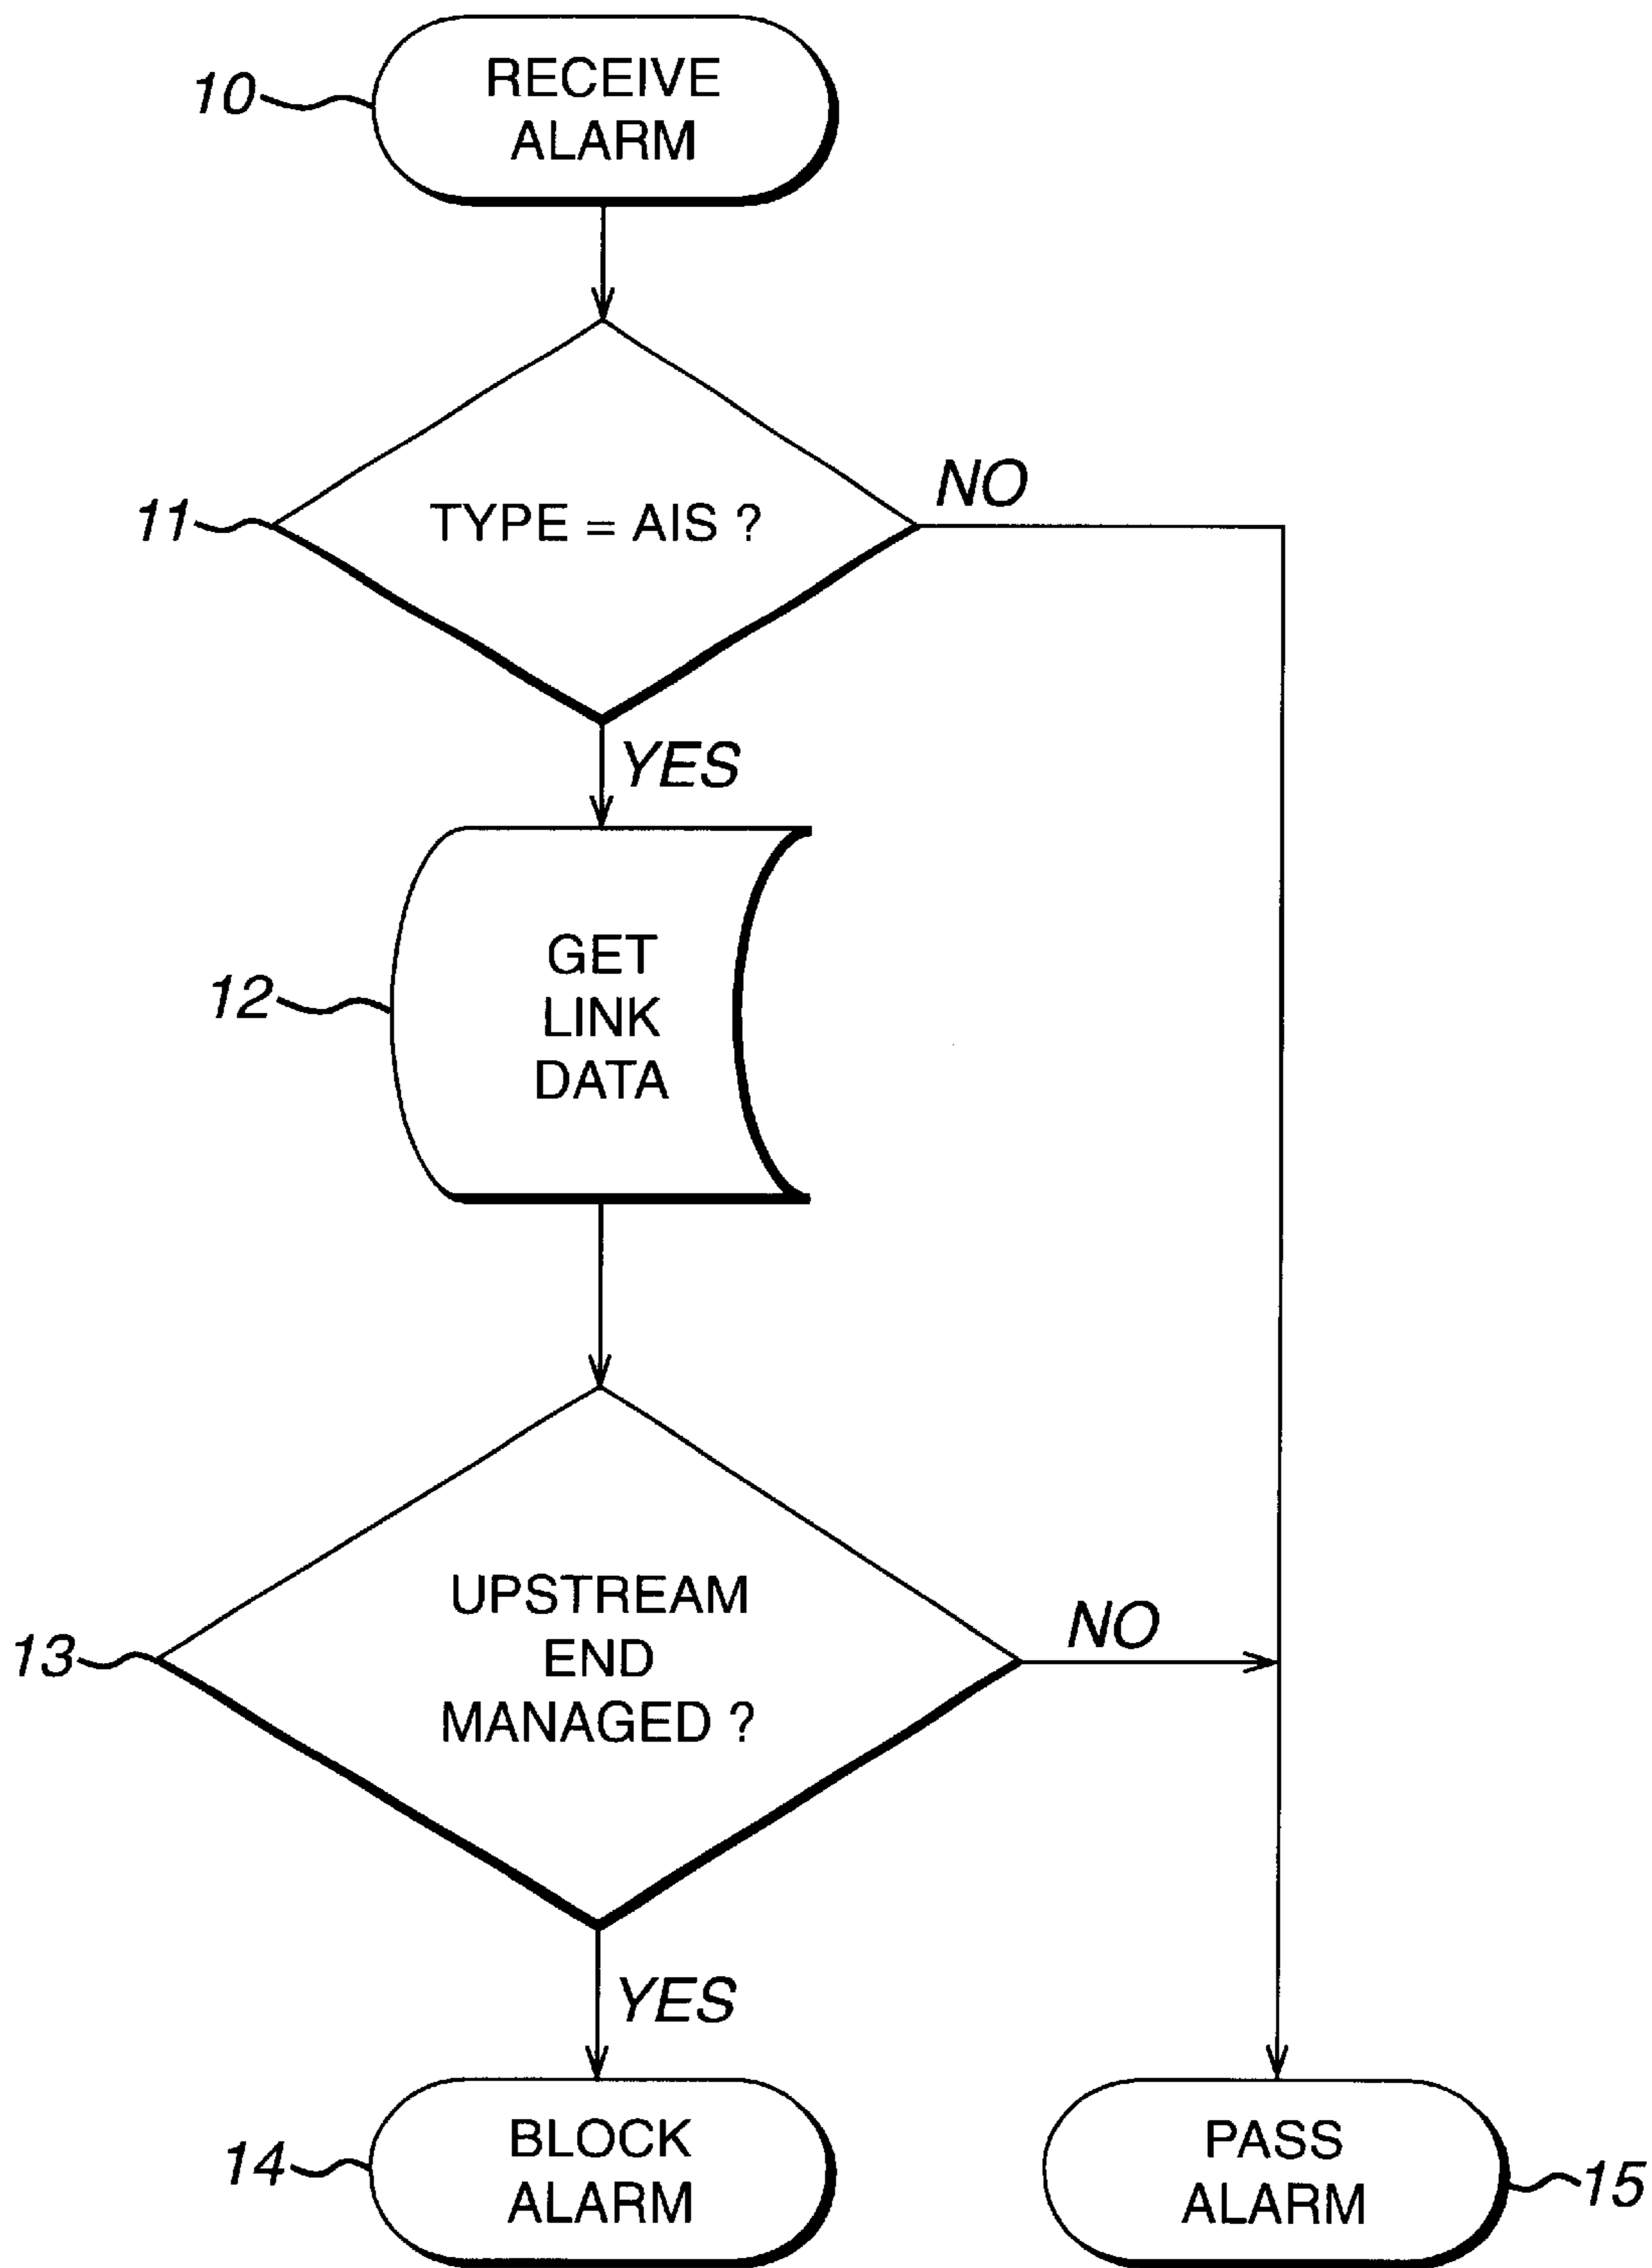 10
RECEIVE
ALARM
11
TYPE = AIS ?
NO
YES
12
GET
LINK
DATA
13
UPSTREAM
END
MANAGED ?
NO
YES
14
BLOCK
ALARM
PASS
ALARM
15